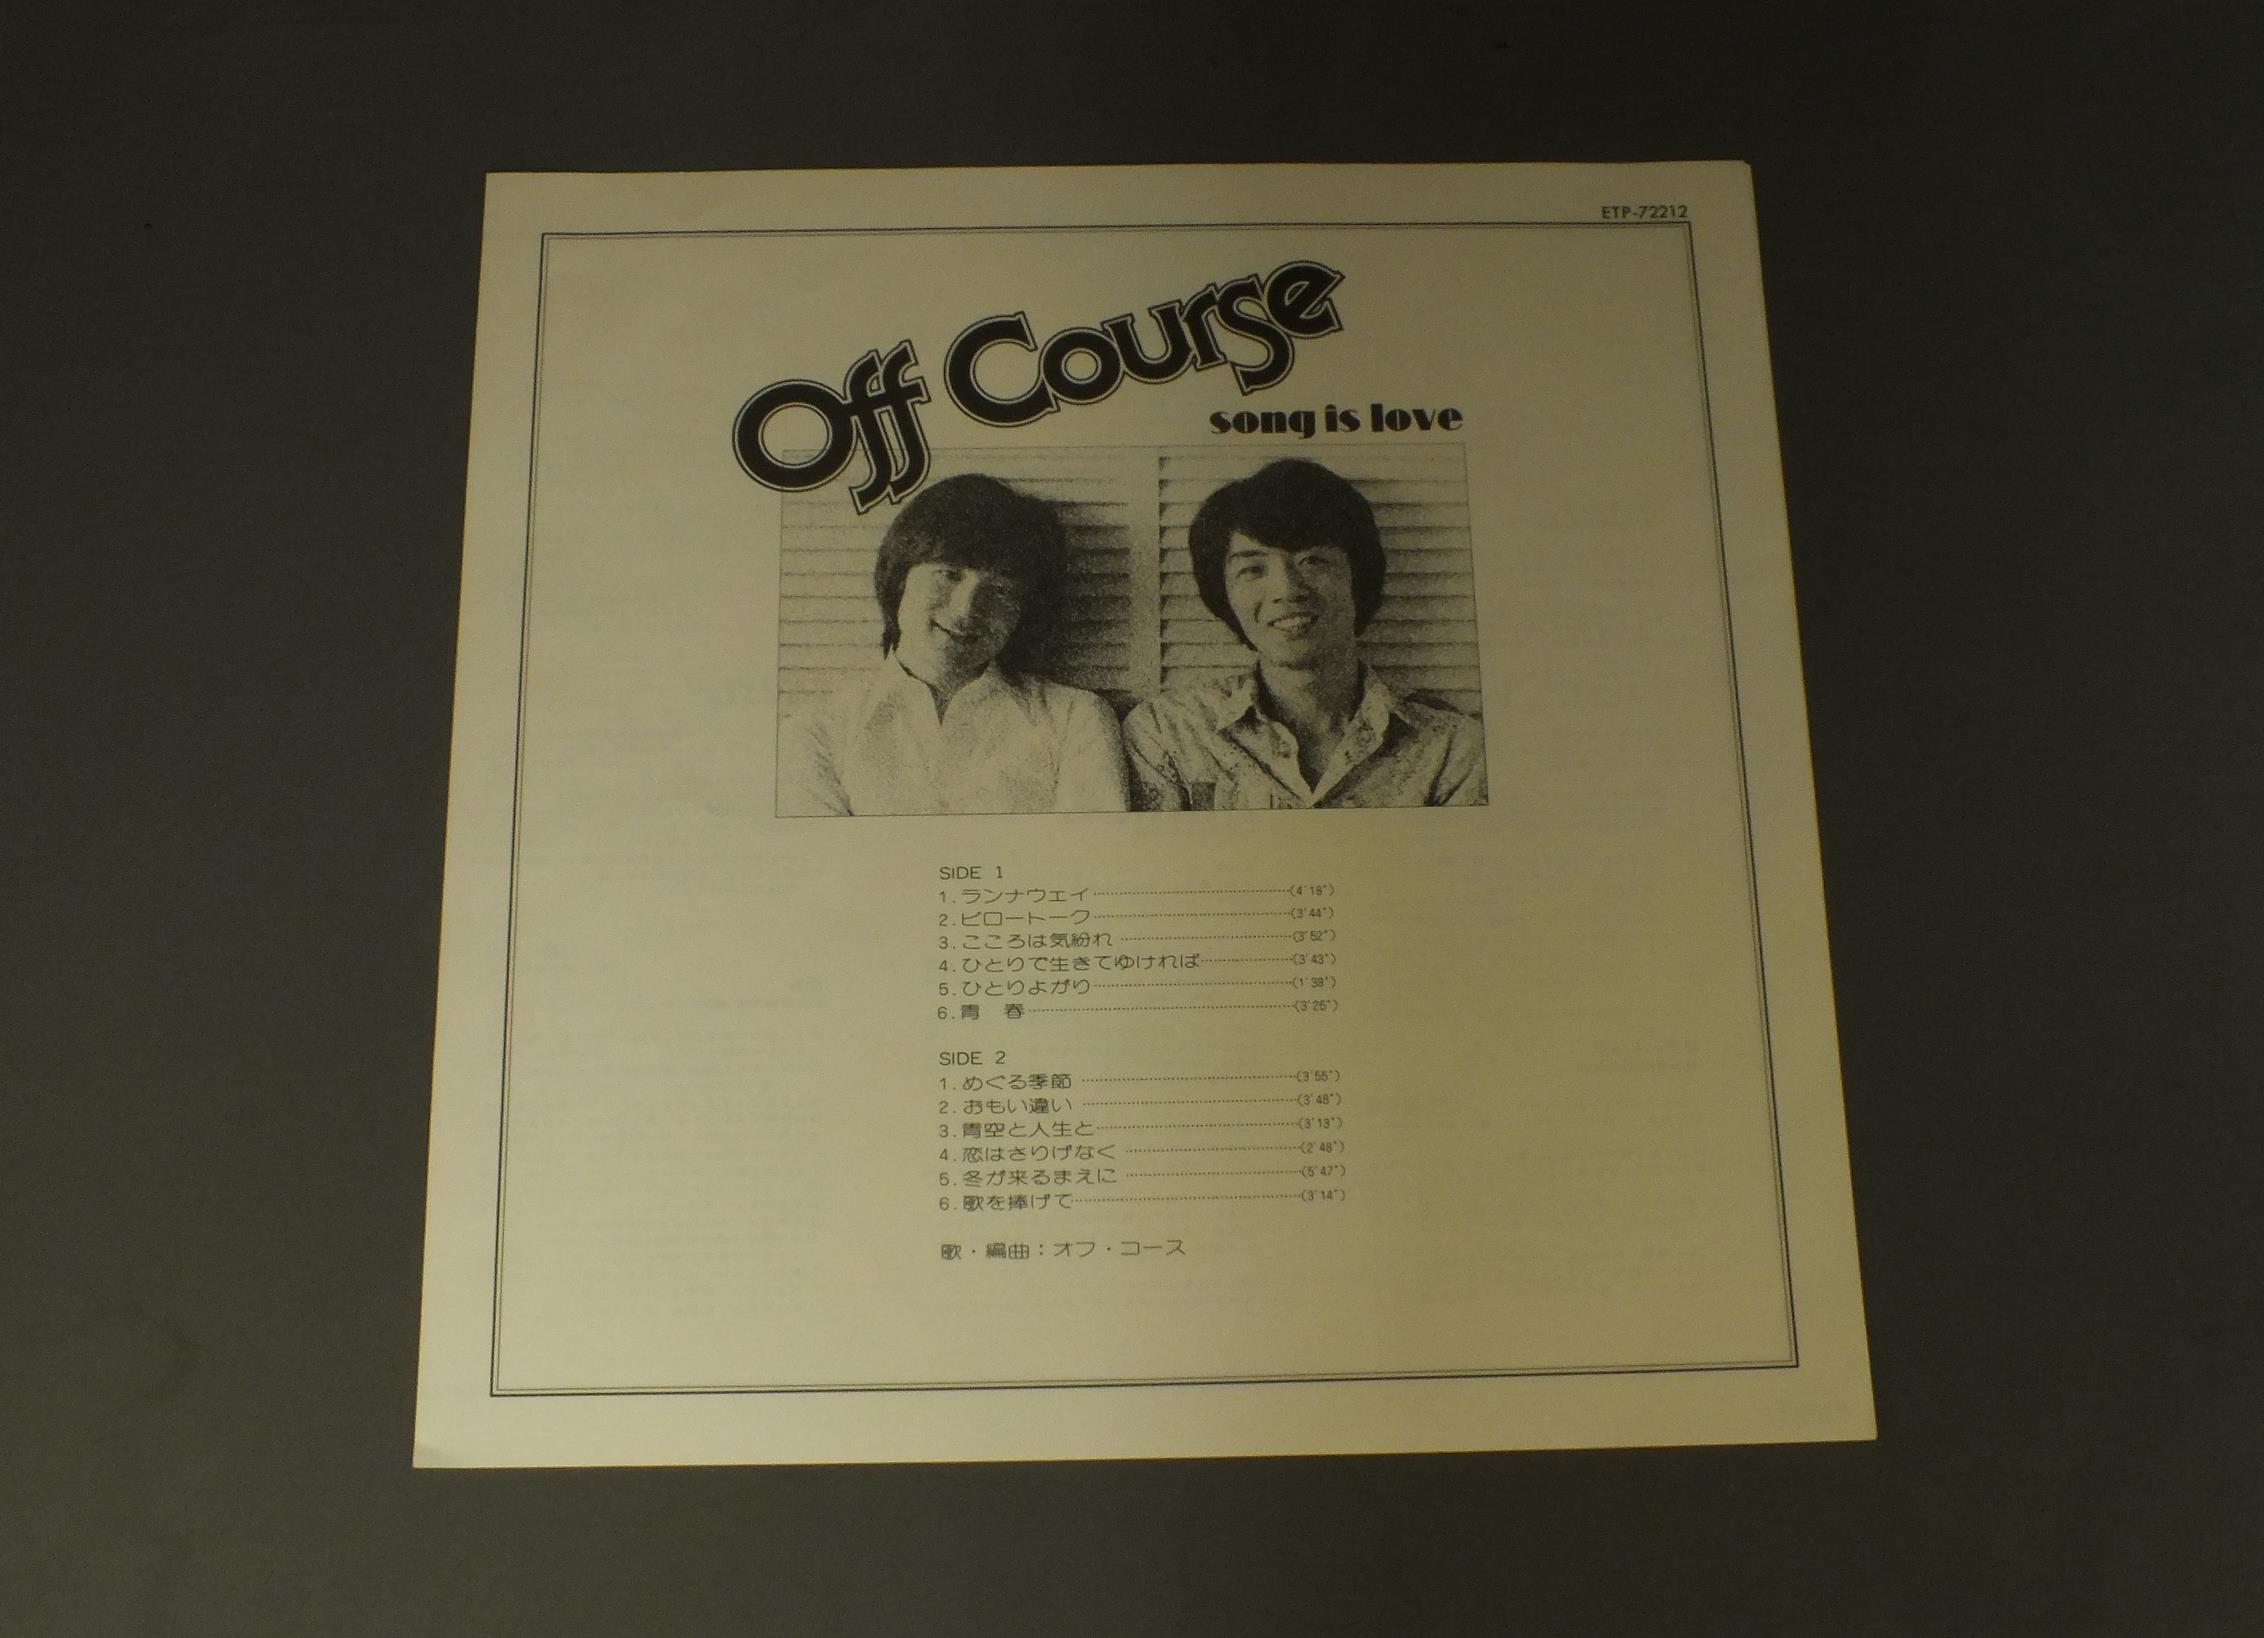 ETP-72212
Off Course
song is love
SIDE 1
1.ランナウェイ……(4'18")
2.ピロートーク……(3'44")
3.こころは気紛れ……(3'52")
4.ひとりで生きてゆければ……(3'43")
5.ひとりよがり……(1'38")
6.青　春……(3'25")
SIDE 2
1.めぐる季節……(3'55")
2.おもい違い……(3'48")
3.青空と人生と……(3'13")
4.恋はさりげなく……(2'48")
5.冬が来るまえに……(5'47")
6.歌を捧げて……(3'14")
歌・編曲：オフ・コース